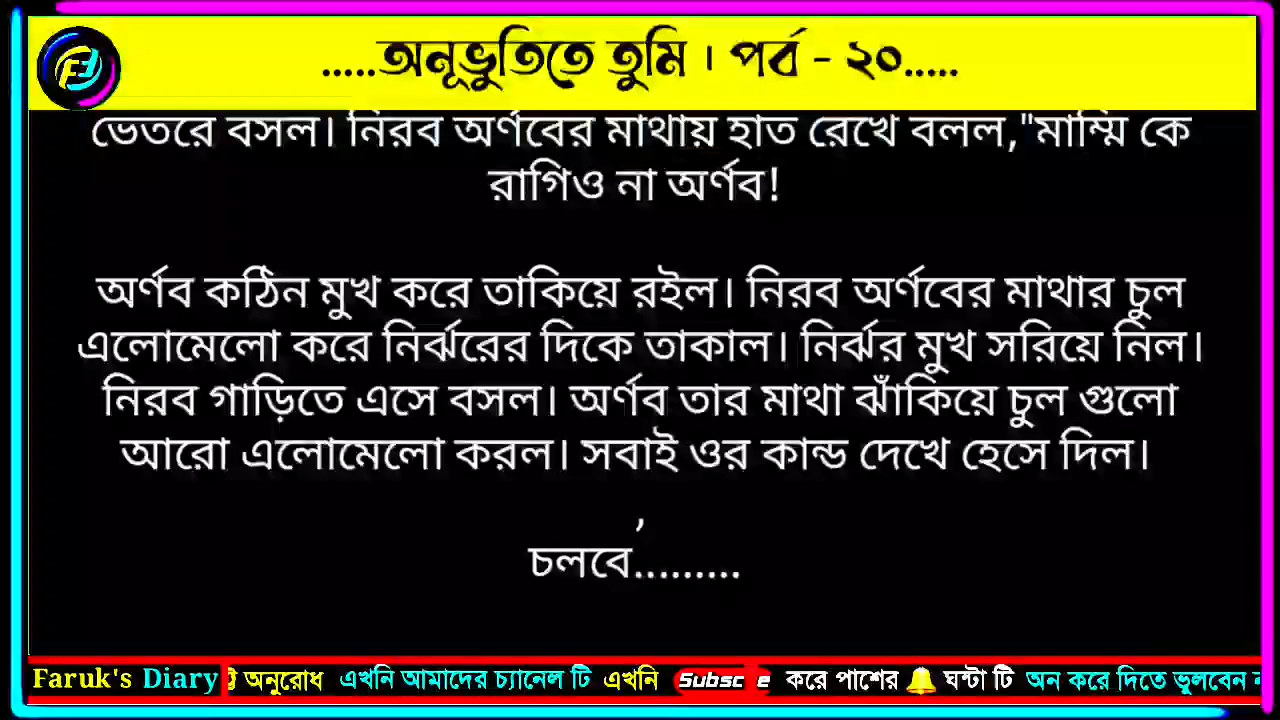 .....অনূভুতিতে তুমি । পর্ব - ২০.....
ভেতরে বসল। নিরব অর্ণবের মাথায় হাত রেখে বলল,"মাম্মি কে
রাগিও না অর্ণব!
অর্ণব কঠিন মুখ করে তাকিয়ে রইল। নিরব অর্ণবের মাথার চুল
এলোমেলো করে নির্ঝরের দিকে তাকাল। নির্ঝর মুখ সরিয়ে নিল।
নিরব গাড়িতে এসে বসল। অর্ণব তার মাথা ঝাঁকিয়ে চুল গুলো
আরো এলোমেলো করল। সবাই ওর কান্ড দেখে হেসে দিল।
,
চলবে.........
Faruk's Diary অনুরোধ এখনি আমাদের চ্যানেল টি এখনি Subsc e করে পাশের 🔔 ঘন্টা টি অন করে দিতে ভুলবেন